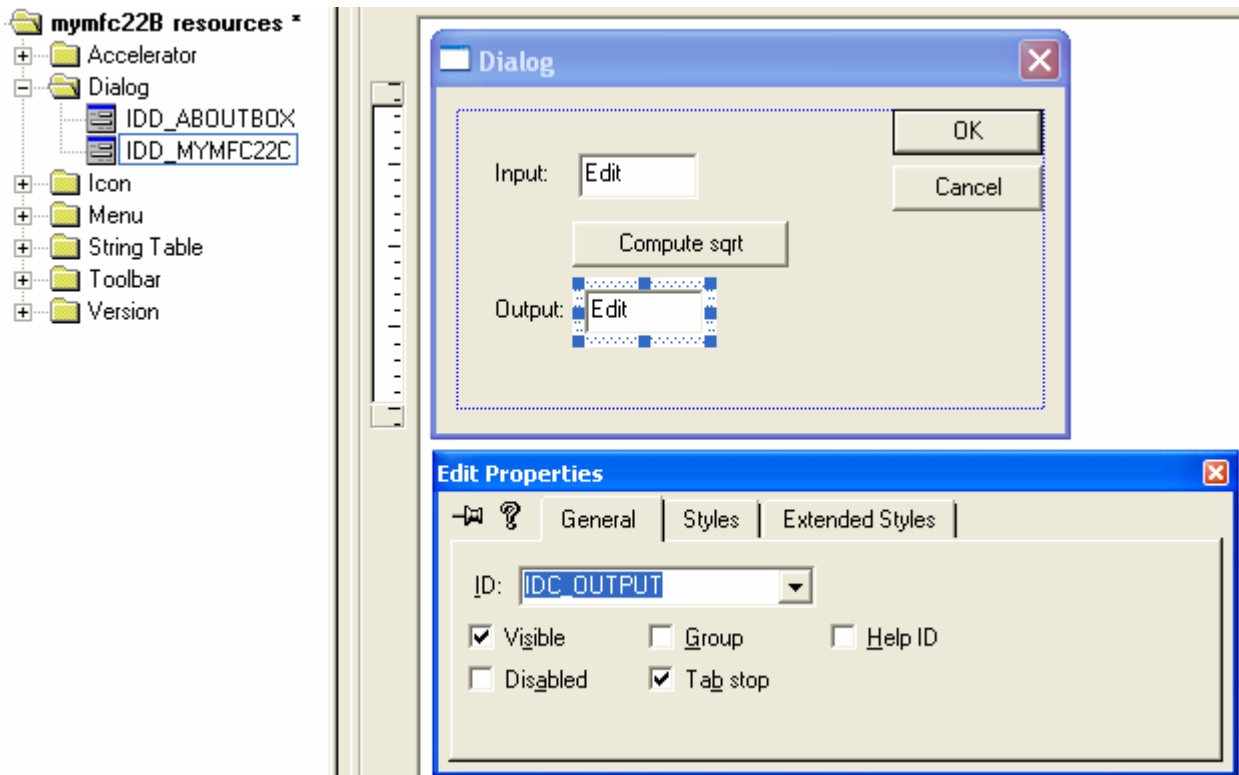 mymfc22B resources *
Accelerator
Dialog
IDD_ABOUTBOX
IDD_MYMFC22C
Icon
Menu
String Table
Toolbar
Version
Dialog
OK
Input: Edit
Cancel
Compute sqrt
Output: Edit
Edit Properties
General Styles Extended Styles
ID: IDC_OUTPUT
Visible Group Help ID
Disabled Tab stop